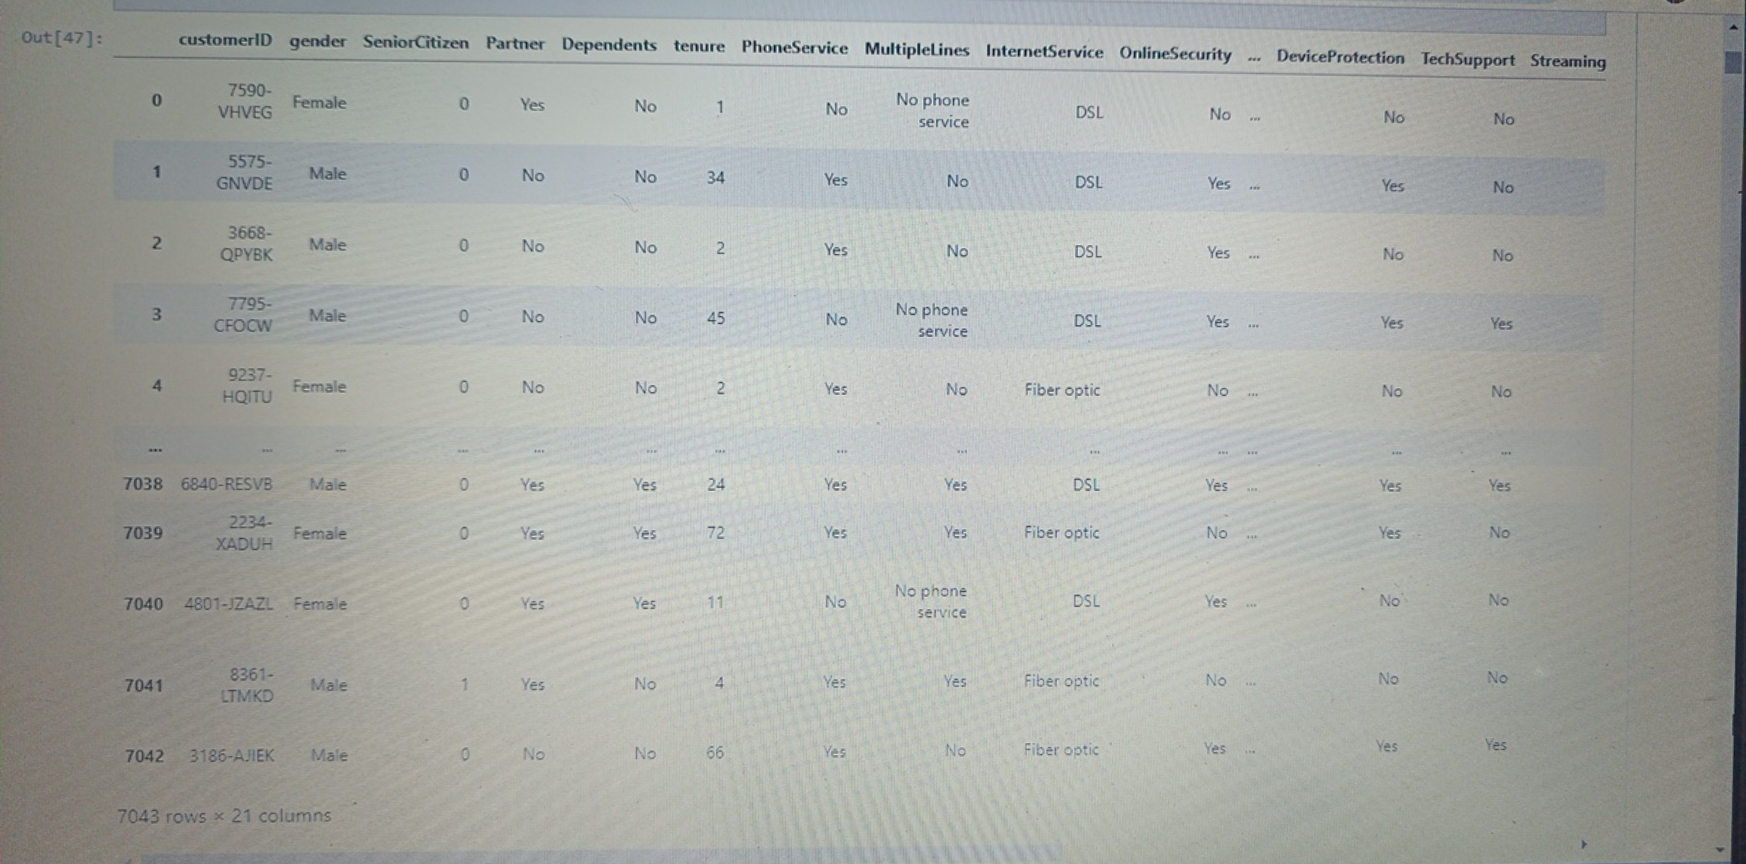 Out[47]:
customerID gender SeniorCitizen Partner Dependents tenure PhoneService MultipleLines InternetService OnlineSecurity ... DeviceProtection TechSupport Streaming
0 7590-VHVEG Female 0 Yes No 1 No No phone service DSL No ... No No
1 5575-GNVDE Male 0 No No 34 Yes No DSL Yes ... Yes No
2 3668-QPYBK Male 0 No No 2 Yes No DSL Yes ... No No
3 7795-CFOCW Male 0 No No 45 No No phone service DSL Yes ... Yes Yes
4 9237-HQITU Female 0 No No 2 Yes No Fiber optic No ... No No
... ... ... ... ... ... ... ... ... ... ... ... ... ...
7038 6840-RESVB Male 0 Yes Yes 24 Yes Yes DSL Yes ... Yes Yes
7039 2234-XADUH Female 0 Yes Yes 72 Yes Yes Fiber optic No ... Yes No
7040 4801-JZAZL Female 0 Yes Yes 11 No No phone service DSL Yes ... No No
7041 8361-LTMKD Male 1 Yes No 4 Yes Yes Fiber optic No ... No No
7042 3186-AJIEK Male 0 No No 66 Yes No Fiber optic Yes ... Yes Yes
7043 rows × 21 columns